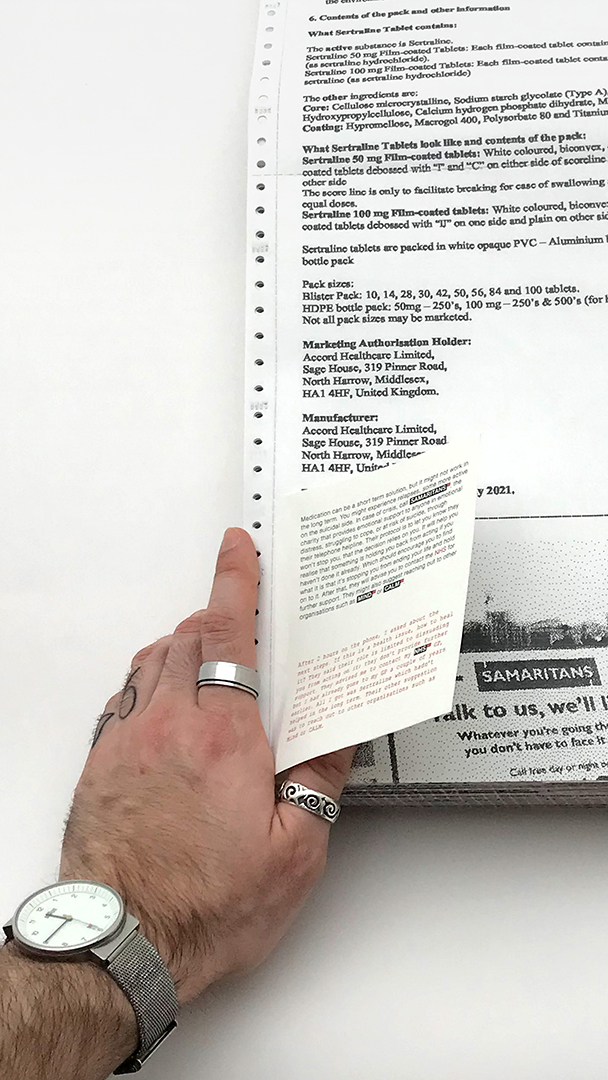 6. Contents of the pack and other information
What Sertraline Tablet contains:
The active substance is Sertraline.
Sertraline 50 mg Film-coated Tablets: Each film-coated tablet
(as sertraline hydrochloride).
Sertraline 100 mg Film-coated Tablets: Each film-coated tablet
(as sertraline hydrochloride)
The other ingredients are:
Core: Cellulose microcrystalline, Sodium starch glycolate (Type A),
Hydroxypropylcellulose, Calcium hydrogen phosphate dihydrate,
Coating: Hypromellose, Macrogol 400, Polysorbate 80 and
What Sertraline Tablets look like and contents of the pack:
Sertraline 50 mg Film-coated tablets: White coloured, biconvex,
coated tablets debossed with "T" and "C" on either side of scoreline
other side
The score line is only to facilitate breaking for ease of swallowing
equal doses.
Sertraline 100 mg Film-coated tablets: White coloured,
coated tablets debossed with "IJ" on one side and plain on other
Sertraline tablets are packed in white opaque PVC – Aluminium
bottle pack
Pack sizes:
Blister Pack: 10, 14, 28, 30, 42, 50, 56, 84 and 100 tablets.
HDPE bottle pack: 50mg – 250's, 100 mg – 250's & 500's (for
Not all pack sizes may be marketed.
Marketing Authorisation Holder:
Accord Healthcare Limited,
Sage House, 319 Pinner Road,
North Harrow, Middlesex,
HA1 4HF, United Kingdom.
Manufacturer:
Accord Healthcare Limited,
Sage House, 319 Pinner Road
North Harrow,
HA1 4HF,
2021.
Medication can be a short term solution, but it might not work in
the long term. You might experience relapses, some more active
on the suicidal side. In case of crisis, call SAMARITANS, the
charity that provides emotional support to anyone in emotional
distress, struggling to cope, or at risk of suicide, through
their telephone helpline. Their protocol is to let you know they
won't stop you, that the decision relies on you. It will help you
realise that something is holding you back from acting if you
haven't done it already. Which should encourage you to find
what it is that it's stopping you from ending your life and hold
on to it. After that, they will advise you to contact the NHS for
further support. They might also suggest reaching out to other
organisations such as MIND or CALM
After 2 hours on the phone, I asked about the
next steps. If this is a health issue, how to heal
it? They said their role is limited to dissuading
you from acting on it; they don't provide further
support. They advised me to contact my NHS GP,
but I had already gone to my GP a couple of years
earlier. All I got was Sertraline, which hadn't
helped in the long term. Their other suggestion
was to reach out to other organisations such as
Mind or CALM.
SAMARITANS
Talk to us, we'll
Whatever you're going
you don't have to face it
Call free day or night